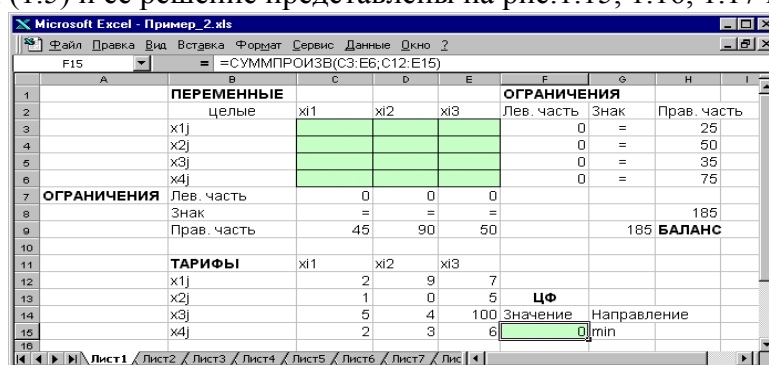 (1.5) и ее решение представлены на рис.1.15, 1.16, 1.17
Microsoft Excel - Пример_2.xls
Файл Правка Вид Вставка Формат Сервис Данные Окно ?
F15 = =СУММПРОИЗВ(C3:E6;C12:E15)
A B C D E F G H I
1 ПЕРЕМЕННЫЕ ОГРАНИЧЕНИЯ
2 целые xi1 xi2 xi3 Лев. часть Знак Прав. часть
3 x1j 0 = 25
4 x2j 0 = 50
5 x3j 0 = 35
6 x4j 0 = 75
7 ОГРАНИЧЕНИЯ Лев. часть 0 0 0
8 Знак = = = 185
9 Прав. часть 45 90 50 185 БАЛАНС
10
11 ТАРИФЫ xi1 xi2 xi3
12 x1j 2 9 7
13 x2j 1 0 5 ЦФ
14 x3j 5 4 100 Значение Направление
15 x4j 2 3 6 0 min
16
Лист1 Лист2 Лист3 Лист4 Лист5 Лист6 Лист7 Лис